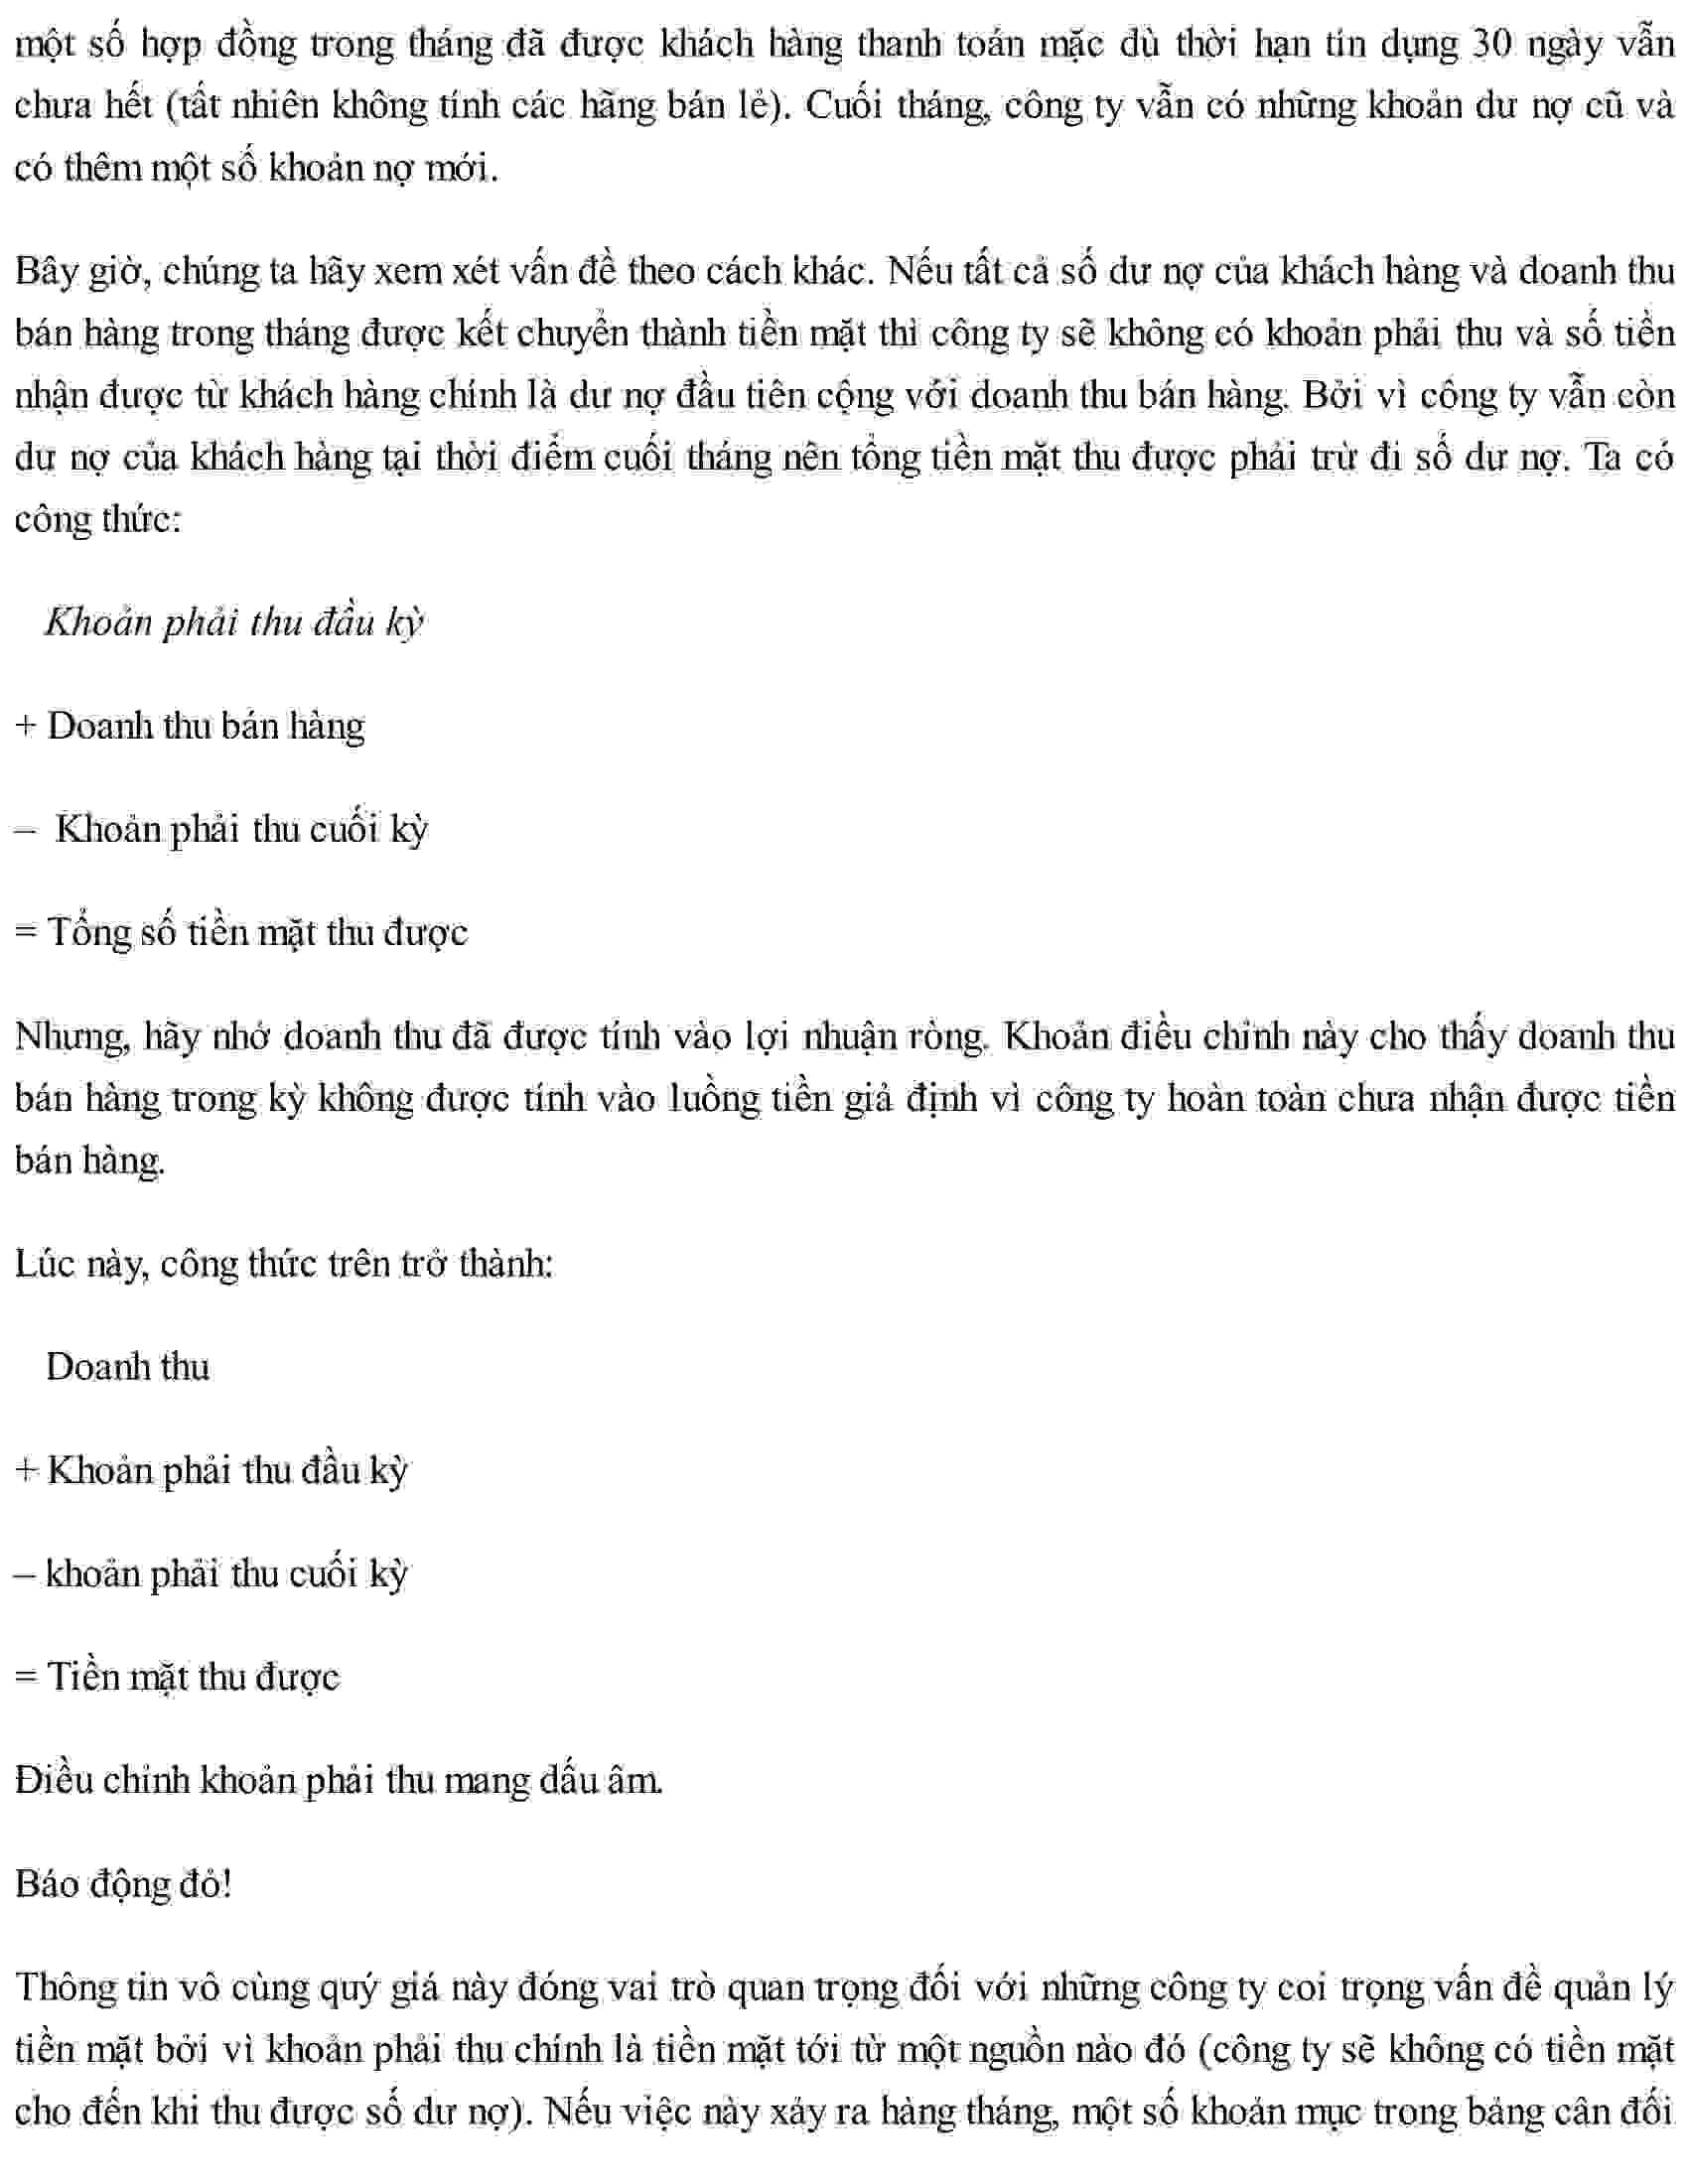 một số hợp đồng trong tháng đã được khách hàng thanh toán mặc dù thời hạn tín dụng 30 ngày vẫn
chưa hết (tất nhiên không tính các hãng bán lẻ). Cuối tháng, công ty vẫn có những khoản dư nợ cũ và
có thêm một số khoản nợ mới.
Bây giờ, chúng ta hãy xem xét vấn đề theo cách khác. Nếu tất cả số dư nợ của khách hàng và doanh thu
bán hàng trong tháng được kết chuyển thành tiền mặt thì công ty sẽ không có khoản phải thu và số tiền
nhận được từ khách hàng chính là dư nợ đầu tiên cộng với doanh thu bán hàng. Bởi vì công ty vẫn còn
dư nợ của khách hàng tại thời điểm cuối tháng nên tổng tiền mặt thu được phải trừ đi số dư nợ. Ta có
công thức:
Khoản phải thu đầu kỳ
+ Doanh thu bán hàng
– Khoản phải thu cuối kỳ
= Tổng số tiền mặt thu được
Nhưng, hãy nhớ doanh thu đã được tính vào lợi nhuận ròng. Khoản điều chỉnh này cho thấy doanh thu
bán hàng trong kỳ không được tính vào luồng tiền giả định vì công ty hoàn toàn chưa nhận được tiền
bán hàng.
Lúc này, công thức trên trở thành:
Doanh thu
+ Khoản phải thu đầu kỳ
– khoản phải thu cuối kỳ
= Tiền mặt thu được
Điều chỉnh khoản phải thu mang dấu âm.
Báo động đỏ!
Thông tin vô cùng quý giá này đóng vai trò quan trọng đối với những công ty coi trọng vấn đề quản lý
tiền mặt bởi vì khoản phải thu chính là tiền mặt tới từ một nguồn nào đó (công ty sẽ không có tiền mặt
cho đến khi thu được số dư nợ). Nếu việc này xảy ra hàng tháng, một số khoản mục trong bảng cân đối